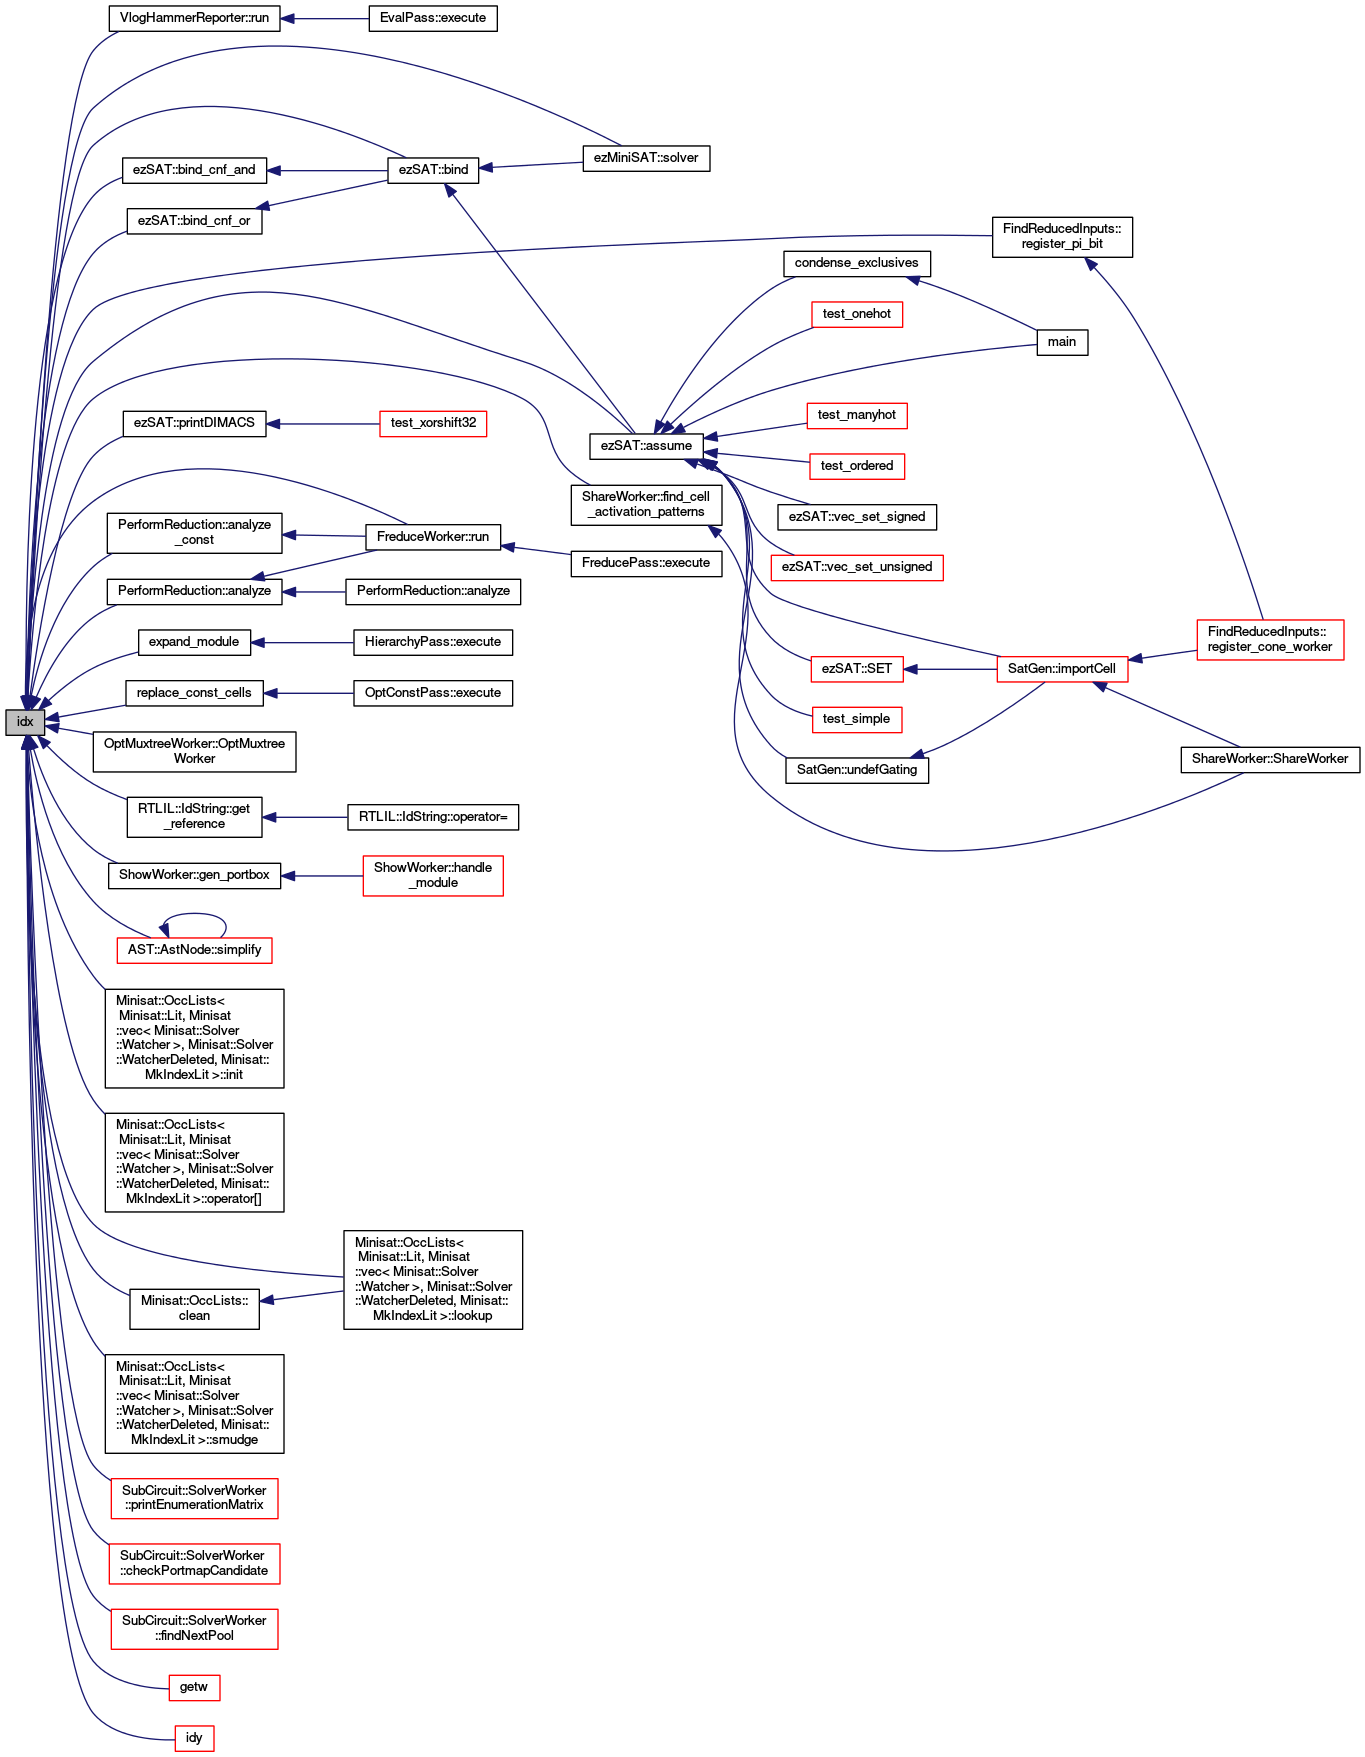 VlogHammerReporter::run
EvalPass::execute
ezMiniSAT::solver
ezSAT::bind_cnf_and
ezSAT::bind
ezSAT::bind_cnf_or
FindReducedInputs::
register_pi_bit
condense_exclusives
test_onehot
main
ezSAT::printDIMACS
test_xorshift32
ezSAT::assume
test_manyhot
test_ordered
ShareWorker::find_cell
_activation_patterns
ezSAT::vec_set_signed
PerformReduction::analyze
_const
FreduceWorker::run
FreducePass::execute
ezSAT::vec_set_unsigned
PerformReduction::analyze
PerformReduction::analyze
expand_module
HierarchyPass::execute
FindReducedInputs::
register_cone_worker
ezSAT::SET
SatGen::importCell
replace_const_cells
OptConstPass::execute
idx
test_simple
OptMuxtreeWorker::OptMuxtree
Worker
SatGen::undefGating
ShareWorker::ShareWorker
RTLIL::IdString::get
_reference
RTLIL::IdString::operator=
ShowWorker::gen_portbox
ShowWorker::handle
_module
AST::AstNode::simplify
Minisat::OccLists<
Minisat::Lit, Minisat
::vec< Minisat::Solver
::Watcher >, Minisat::Solver
::WatcherDeleted, Minisat::
MkIndexLit >::init
Minisat::OccLists<
Minisat::Lit, Minisat
::vec< Minisat::Solver
::Watcher >, Minisat::Solver
::WatcherDeleted, Minisat::
MkIndexLit >::operator[]
Minisat::OccLists<
Minisat::Lit, Minisat
::vec< Minisat::Solver
::Watcher >, Minisat::Solver
::WatcherDeleted, Minisat::
MkIndexLit >::lookup
Minisat::OccLists::
clean
Minisat::OccLists<
Minisat::Lit, Minisat
::vec< Minisat::Solver
::Watcher >, Minisat::Solver
::WatcherDeleted, Minisat::
MkIndexLit >::smudge
SubCircuit::SolverWorker
::printEnumerationMatrix
SubCircuit::SolverWorker
::checkPortmapCandidate
SubCircuit::SolverWorker
::findNextPool
getw
idy